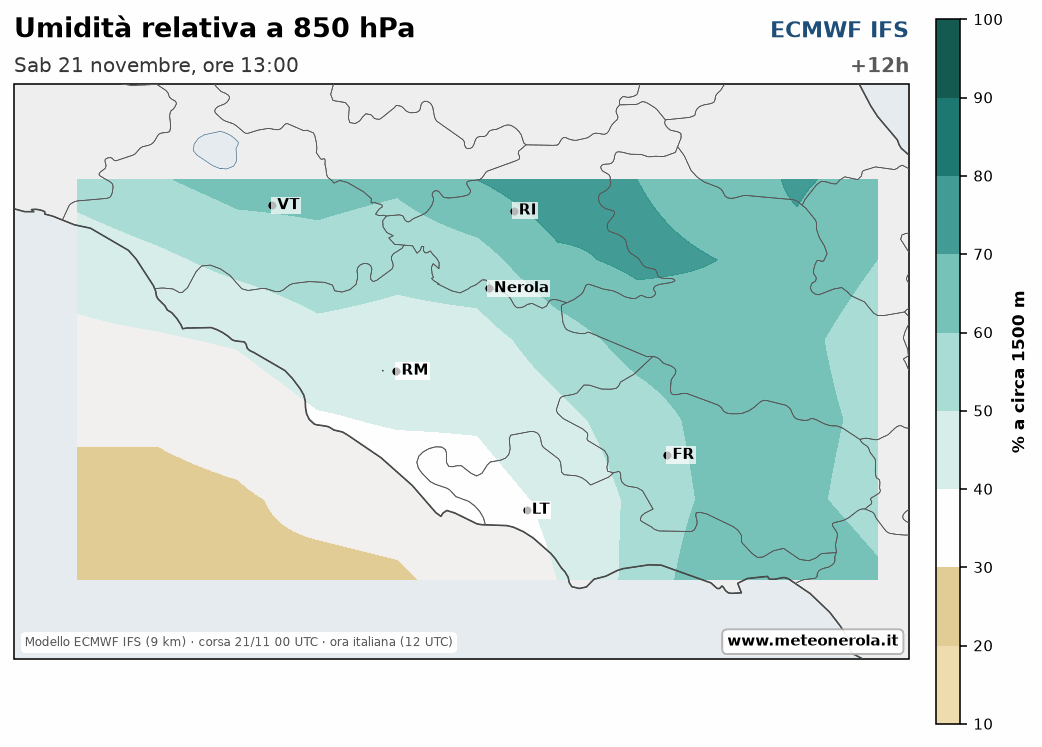 Umidità relativa a 850 hPa
ECMWF IFS
Sab 21 novembre, ore 13:00
+12h
100
90
80
70
60
50
40
30
20
10
% a circa 1500 m
VT
RI
Nerola
RM
FR
LT
Modello ECMWF IFS (9 km) · corsa 21/11 00 UTC · ora italiana (12 UTC)
www.meteonerola.it